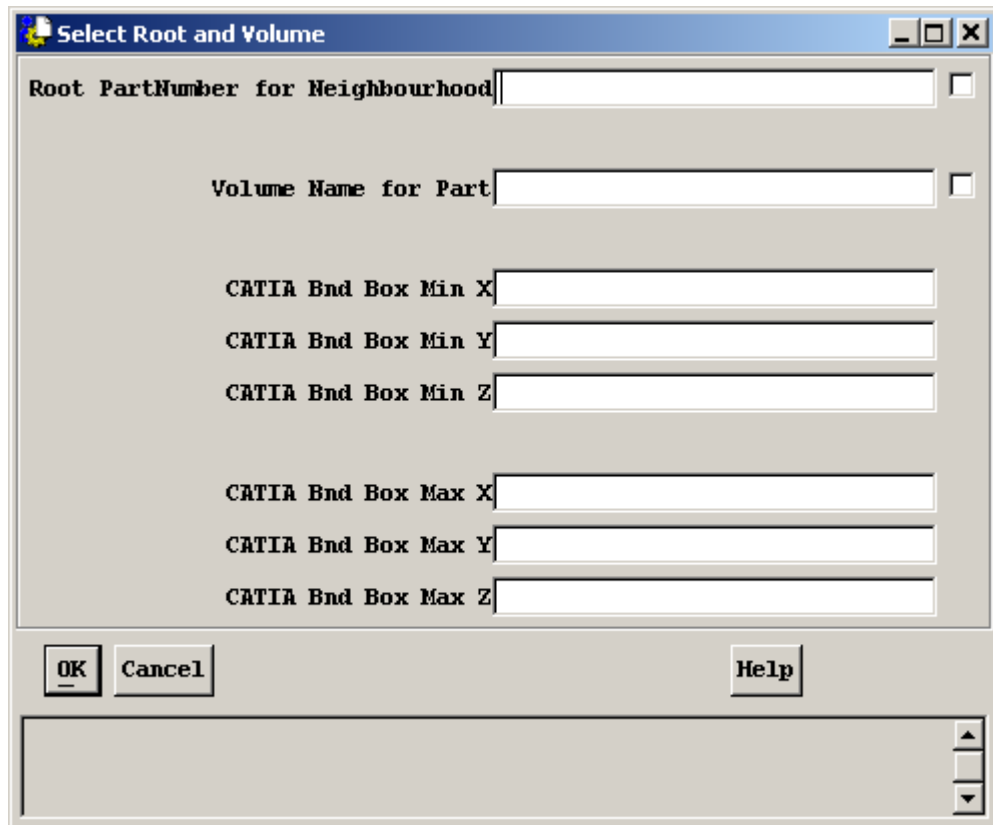 Select Root and Volume
Root PartNumber for Neighbourhood
Volume Name for Part
CATIA Bnd Box Min X
CATIA Bnd Box Min Y
CATIA Bnd Box Min Z
CATIA Bnd Box Max X
CATIA Bnd Box Max Y
CATIA Bnd Box Max Z
OK Cancel Help